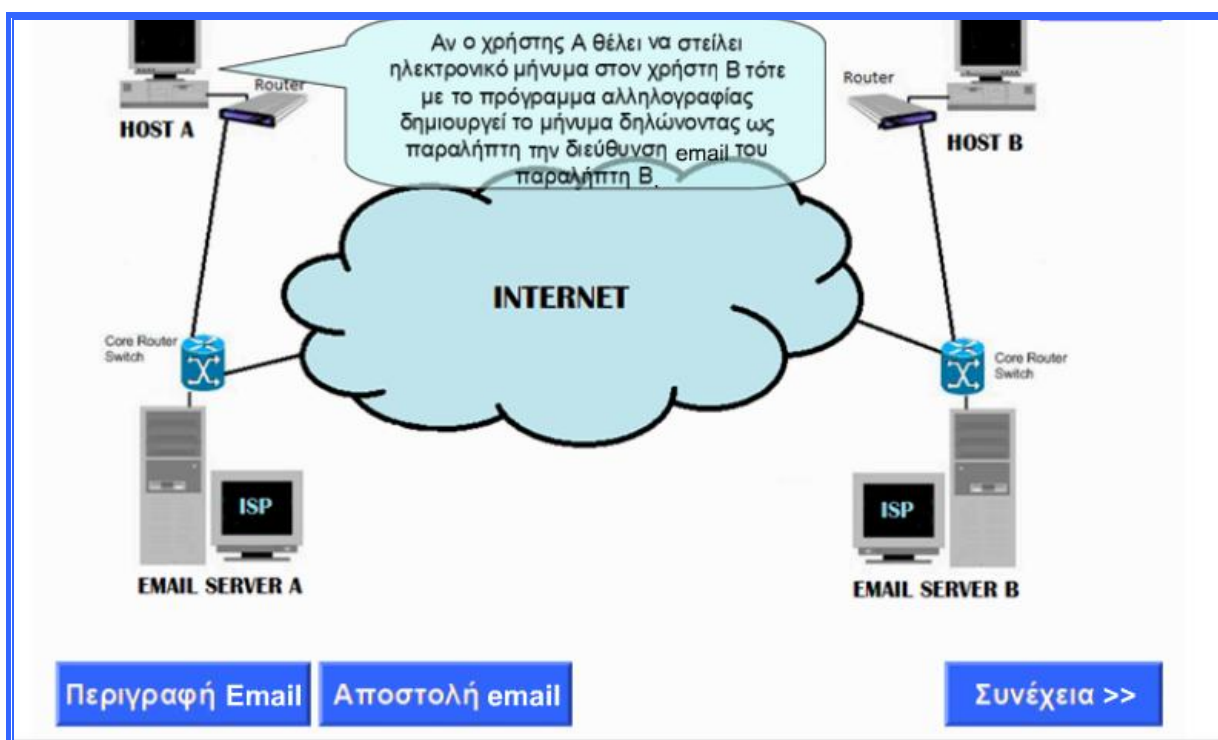 Αν ο χρήστης Α θέλει να στείλει
ηλεκτρονικό μήνυμα στον χρήστη Β τότε
με το πρόγραμμα αλληλογραφίας
δημιουργεί το μήνυμα δηλώνοντας ως
παραλήπτη την διεύθυνση email του
παραλήπτη Β.
Router
Router
HOST A
HOST B
INTERNET
Core Router
Switch
Core Router
Switch
ISP
ISP
EMAIL SERVER A
EMAIL SERVER B
Περιγραφή Email
Αποστολή email
Συνέχεια >>